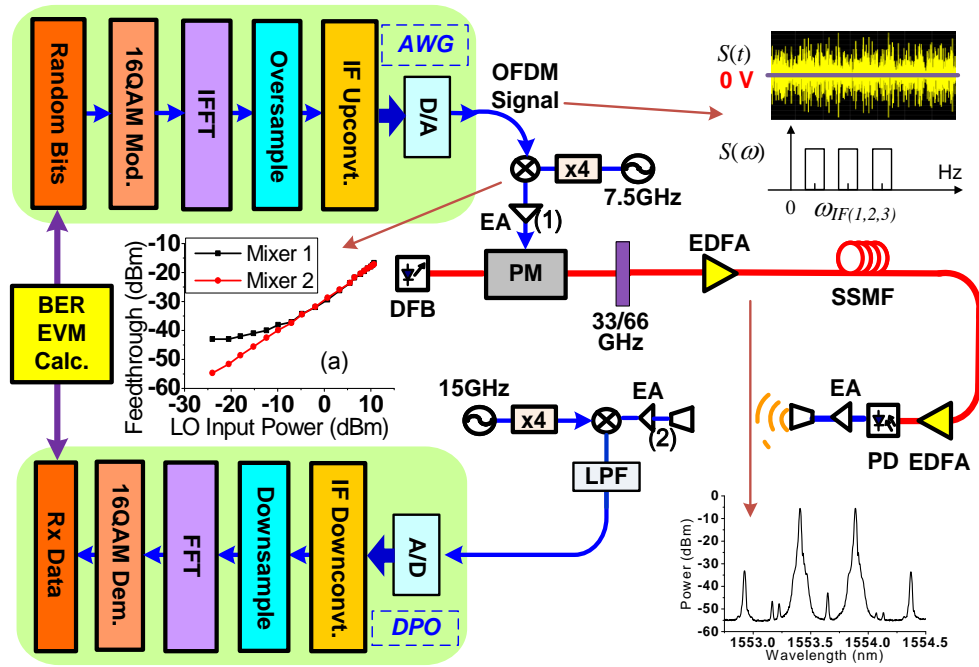 Random Bits
16QAM Mod.
IFFT
Oversample
IF Upconvt.
AWG
D/A
OFDM
Signal
x4
7.5GHz
EA
(1)
S(t)
0 V
S(ω)
Hz
0
ωIF(1,2,3)
BER
EVM
Calc.
Feedthrough (dBm)
-10
-20
-30
-40
-50
-60
Mixer 1
Mixer 2
(a)
-30
-20
-10
0
10
LO Input Power (dBm)
DFB
PM
33/66
GHz
EDFA
SSMF
15GHz
x4
EA
(2)
LPF
EA
PD
EDFA
Rx Data
16QAM Dem.
FFT
Downsample
IF Downconvt.
A/D
DPO
Power (dBm)
0
-10
-20
-30
-40
-50
-60
1553.0
1553.5
1554.0
1554.5
Wavelength (nm)